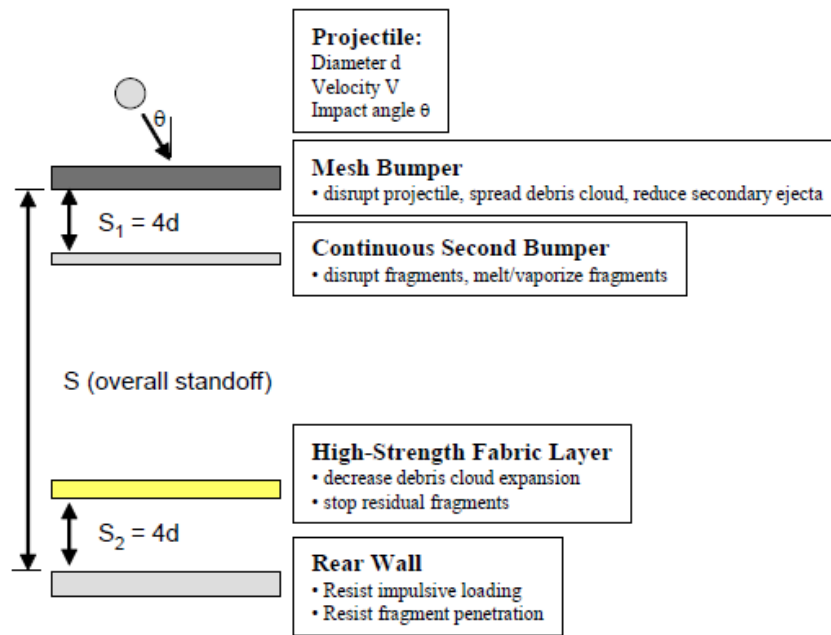 Projectile:
Diameter d
Velocity V
Impact angle θ
θ
Mesh Bumper
• disrupt projectile, spread debris cloud, reduce secondary ejecta
S₁ = 4d
Continuous Second Bumper
• disrupt fragments, melt/vaporize fragments
S (overall standoff)
High-Strength Fabric Layer
• decrease debris cloud expansion
• stop residual fragments
S₂ = 4d
Rear Wall
• Resist impulsive loading
• Resist fragment penetration